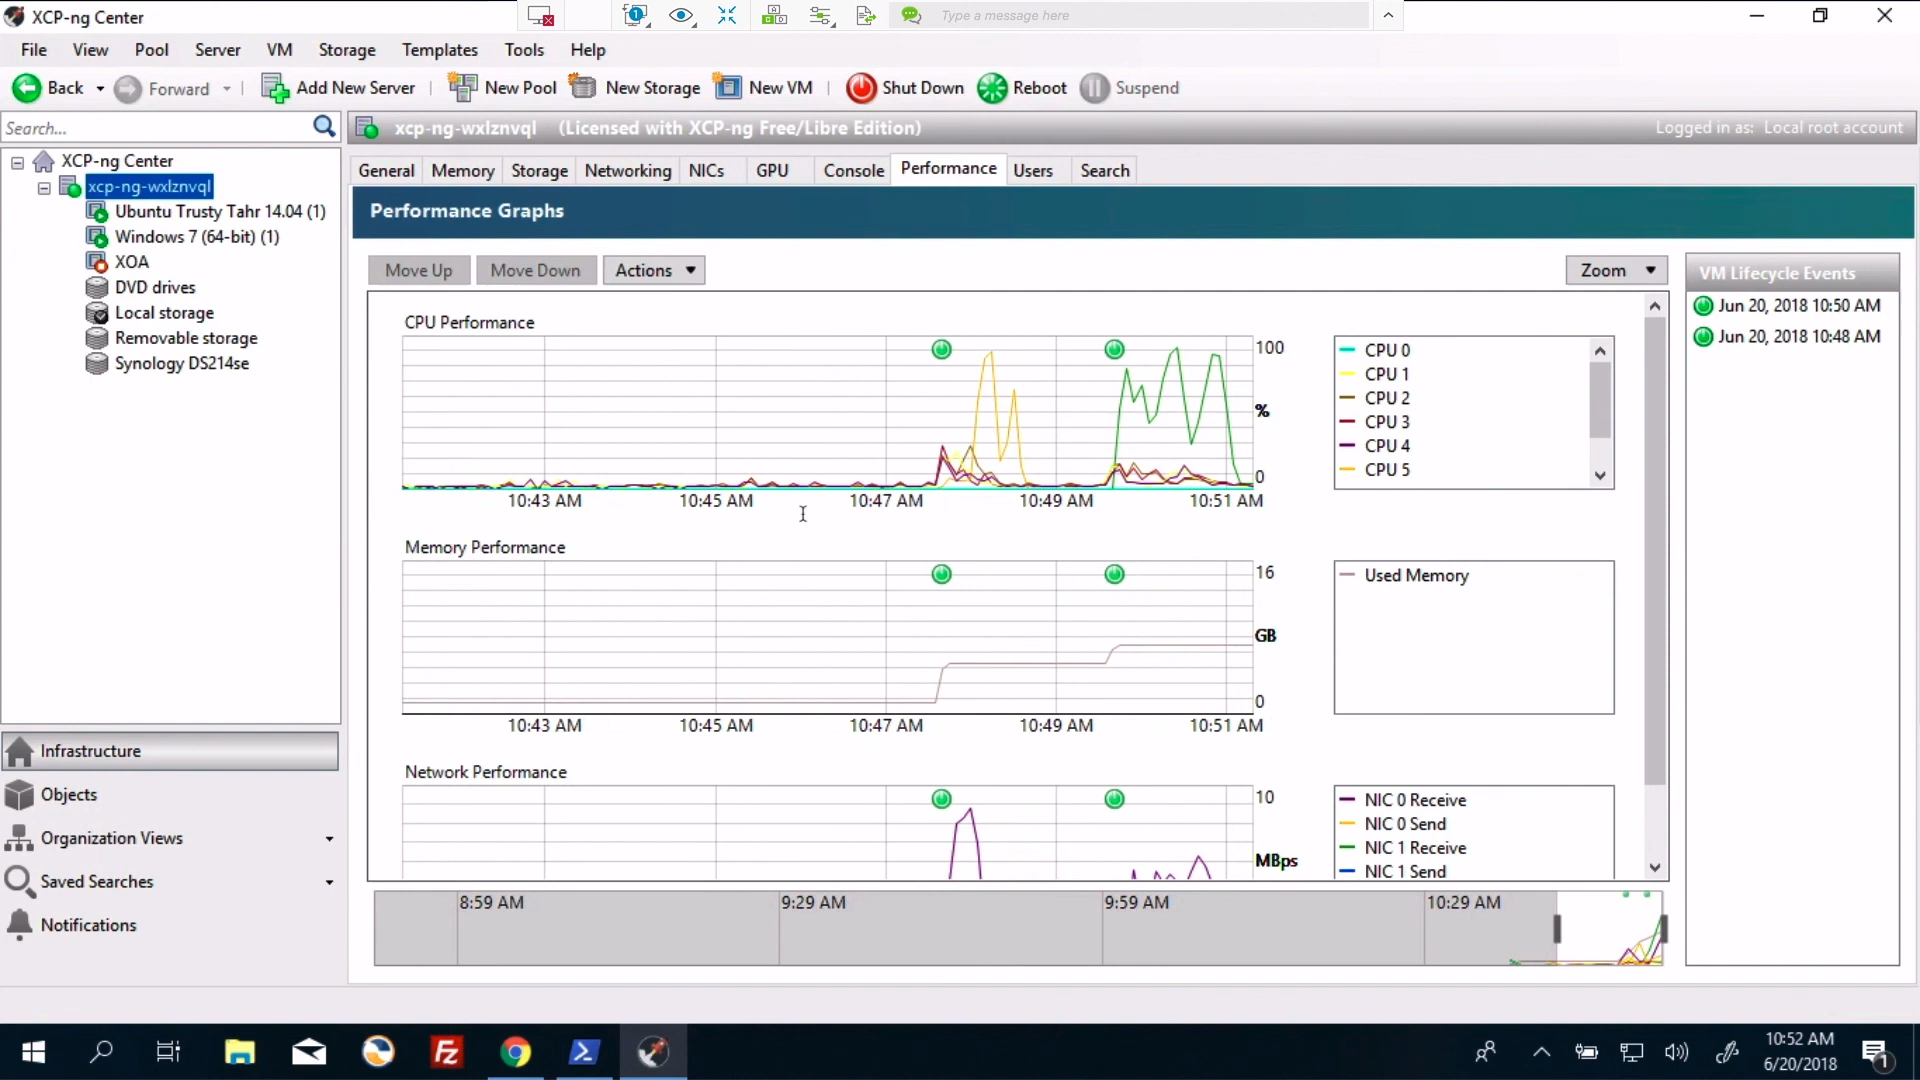 XCP-ng Center
1
Type a message here
File View Pool Server VM Storage Templates Tools Help
Back Forward Add New Server New Pool New Storage New VM Shut Down Reboot Suspend
Search...
xcp-ng-wxlznvql (Licensed with XCP-ng Free/Libre Edition)
Logged in as: Local root account
XCP-ng Center
xcp-ng-wxlznvql
Ubuntu Trusty Tahr 14.04 (1)
Windows 7 (64-bit) (1)
XOA
DVD drives
Local storage
Removable storage
Synology DS214se
Infrastructure
Objects
Organization Views
Saved Searches
Notifications
General Memory Storage Networking NICs GPU Console Performance Users Search
Performance Graphs
Move Up Move Down Actions Zoom
CPU Performance
100
%
0
10:43 AM 10:45 AM 10:47 AM 10:49 AM 10:51 AM
CPU 0
CPU 1
CPU 2
CPU 3
CPU 4
CPU 5
Memory Performance
16
GB
0
10:43 AM 10:45 AM 10:47 AM 10:49 AM 10:51 AM
Used Memory
Network Performance
10
MBps
NIC 0 Receive
NIC 0 Send
NIC 1 Receive
NIC 1 Send
8:59 AM 9:29 AM 9:59 AM 10:29 AM
VM Lifecycle Events
Jun 20, 2018 10:50 AM
Jun 20, 2018 10:48 AM
Fz
10:52 AM
6/20/2018
1